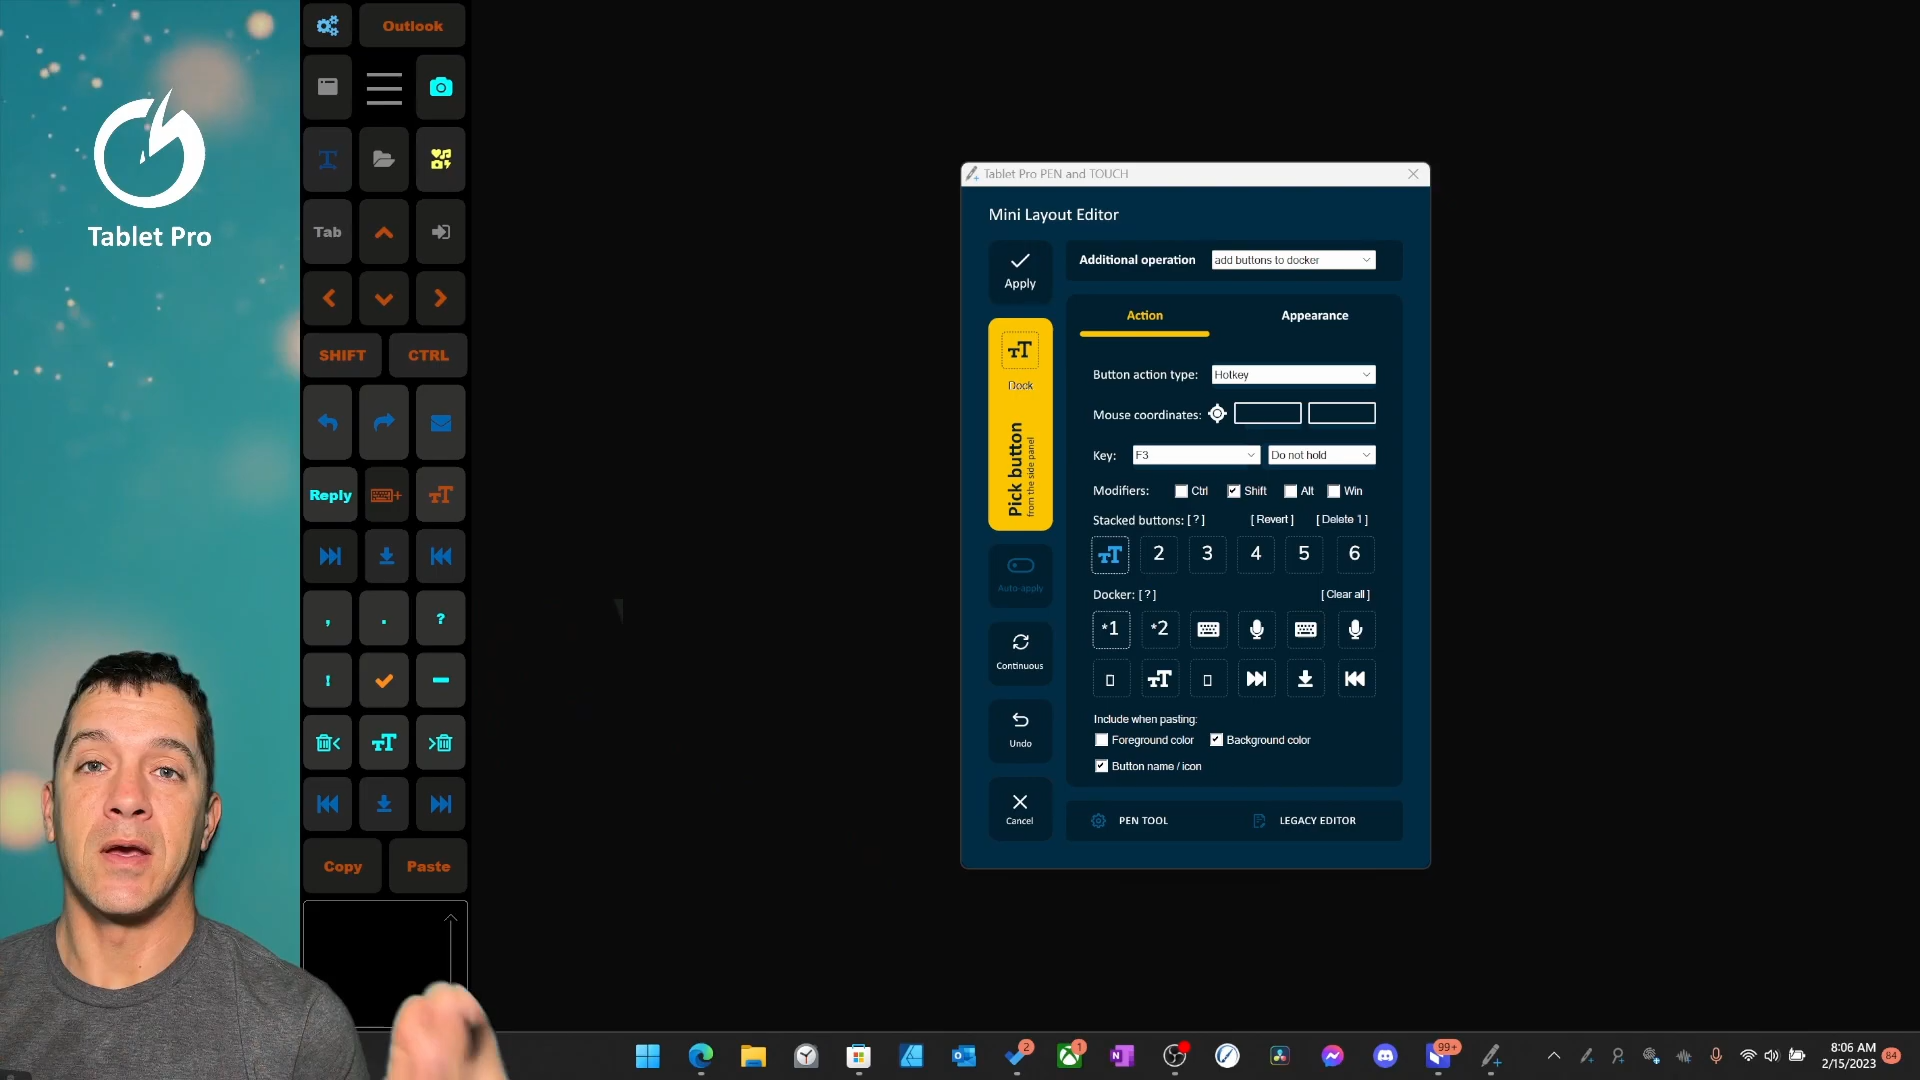 Tablet Pro
Outlook
Tab
SHIFT
CTRL
Reply
,
.
?
!
Copy
Paste
Tablet Pro PEN and TOUCH
Mini Layout Editor
Apply
Additional operation
add buttons to docker
Dock
Pick button
from the side panel
Action
Appearance
Button action type:
Hotkey
Mouse coordinates:
Key:
F3
Do not hold
Modifiers:
Ctrl
Shift
Alt
Win
Stacked buttons: [ ? ]
[ Revert ]
[ Delete 1 ]
2
3
4
5
6
Auto-apply
Docker: [ ? ]
[ Clear all ]
*1
*2
Continuous
Include when pasting:
Foreground color
Background color
Button name / icon
Undo
Cancel
PEN TOOL
LEGACY EDITOR
2
1
99+
8:06 AM
2/15/2023
84